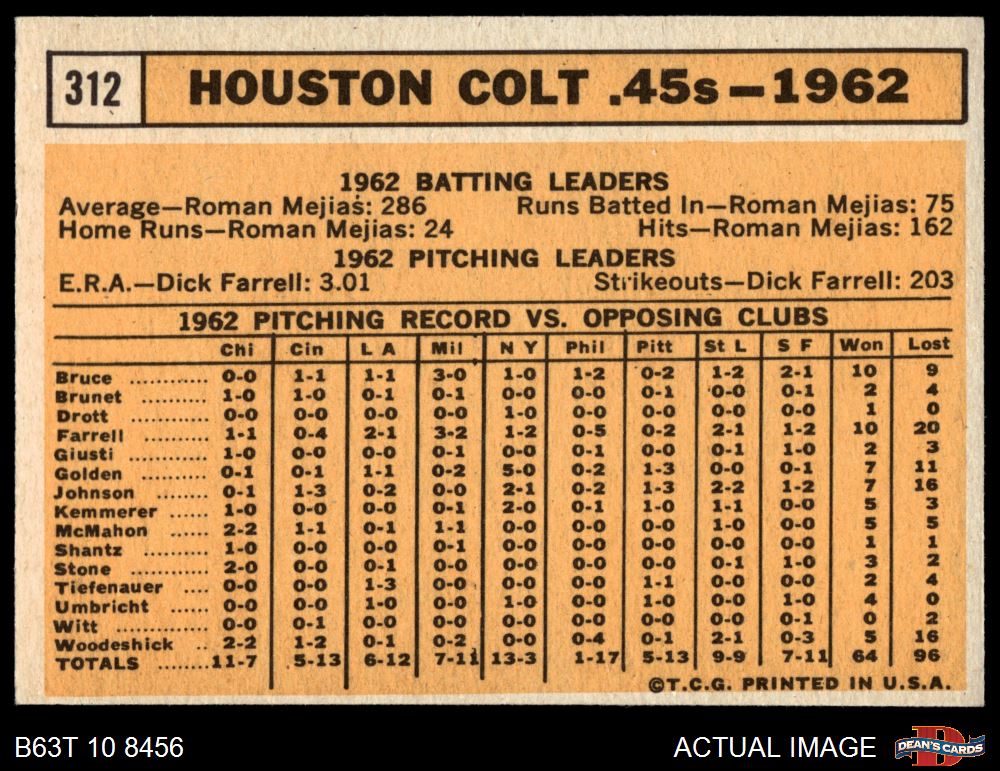 312 HOUSTON COLT .45s—1962
1962 BATTING LEADERS
Average—Roman Mejias: 286 Runs Batted In—Roman Mejias: 75
Home Runs—Roman Mejias: 24 Hits—Roman Mejias: 162
1962 PITCHING LEADERS
E.R.A.—Dick Farrell: 3.01 Strikeouts—Dick Farrell: 203
1962 PITCHING RECORD VS. OPPOSING CLUBS
Chi Cin L A Mil N Y Phil Pitt St L S F Won Lost
Bruce ........... 0-0 1-1 1-1 3-0 1-0 1-2 0-2 1-2 2-1 10 9
Brunet .......... 1-0 1-0 0-1 0-1 0-0 0-0 0-1 0-0 0-1 2 4
Drott ........... 0-0 0-0 0-0 0-0 1-0 0-0 0-0 0-0 0-0 1 0
Farrell .......... 1-1 0-4 2-1 3-2 1-2 0-5 0-2 2-1 1-2 10 20
Giusti .......... 1-0 0-0 0-0 0-1 0-0 0-1 0-0 0-1 1-0 2 3
Golden .......... 0-1 0-1 1-1 0-2 5-0 0-2 1-3 0-0 0-1 7 11
Johnson ......... 0-1 1-3 0-2 0-0 2-1 0-2 1-3 2-2 1-2 7 16
Kemmerer ...... 1-0 0-0 0-0 0-1 2-0 0-1 1-0 1-1 0-0 5 3
McMahon ...... 2-2 1-1 0-1 1-1 0-0 0-0 0-0 1-0 0-0 5 5
Shantz .......... 1-0 0-0 0-0 0-1 0-0 0-0 0-0 0-0 0-0 1 1
Stone ............ 2-0 0-0 0-1 0-0 0-0 0-0 0-0 0-1 1-0 3 2
Tiefenauer .... 0-0 0-0 1-3 0-0 0-0 0-0 1-1 0-0 0-0 2 4
Umbricht ....... 0-0 0-0 1-0 0-0 1-0 0-0 1-0 0-0 1-0 4 0
Witt ............. 0-0 0-1 0-0 0-0 0-0 0-0 0-0 0-0 0-1 0 2
Woodeshick .. 2-2 1-2 0-1 0-2 0-0 0-4 0-1 2-1 0-3 5 16
TOTALS ........11-7 5-13 6-12 7-11 13-3 1-17 5-13 9-9 7-11 64 96
©T.C.G. PRINTED IN U.S.A.
B63T 10 8456 ACTUAL IMAGE D DEAN'S CARDS